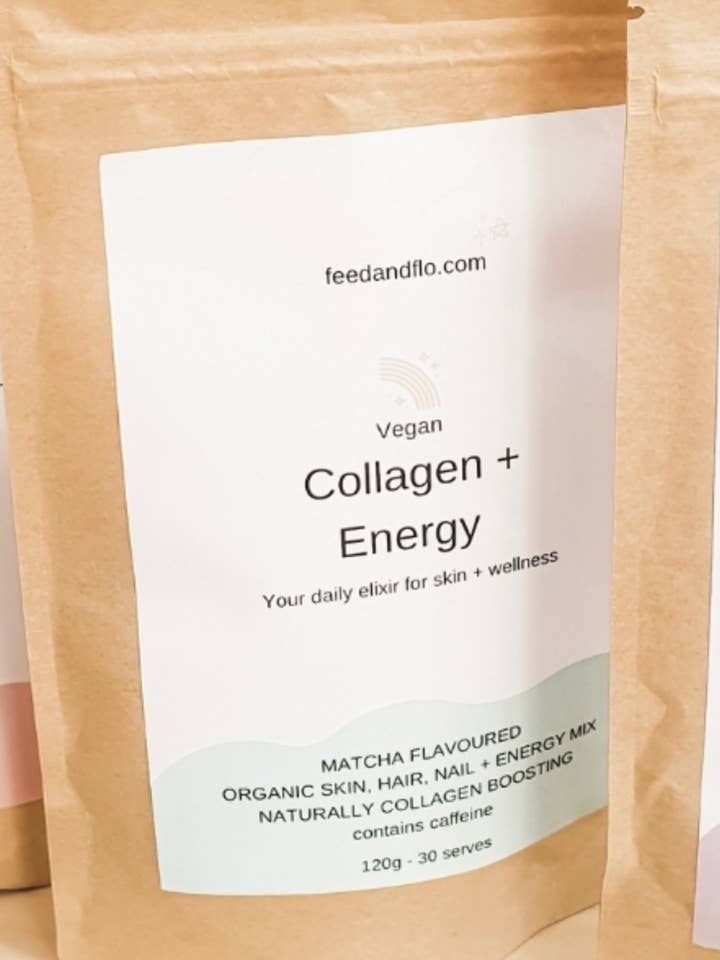 feedandflo.com
Vegan
Collagen +
Energy
Your daily elixir for skin + wellness
MATCHA FLAVOURED
ORGANIC SKIN, HAIR, NAIL + ENERGY MIX
NATURALLY COLLAGEN BOOSTING
contains caffeine
120g - 30 serves